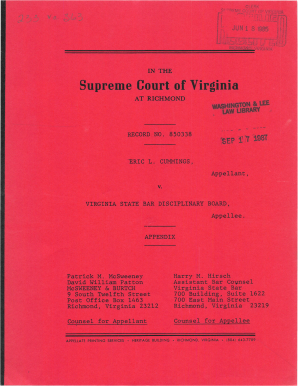 IN THE
Supreme Court of Virginia
AT RICHMOND
WASHINGTON & LEE
LAW LIBRARY
RECORD NO. 830338
SEP 17 1987
ERIC L. CUMMINGS,
Appellant,
v.
VIRGINIA STATE BAR DISCIPLINARY BOARD,
Appellee.
APPENDIX
Patrick M. McSweeney
David William Patton
McSWEENEY & BURTCH
9 South Twelfth Street
Post Office Box 1463
Richmond, Virginia 23212
Counsel for Appellant
Harry M. Hirsch
Assistant Bar Counsel
Virginia State Bar
700 Building, Suite 1622
700 East Main Street
Richmond, Virginia 23219
Counsel for Appellee